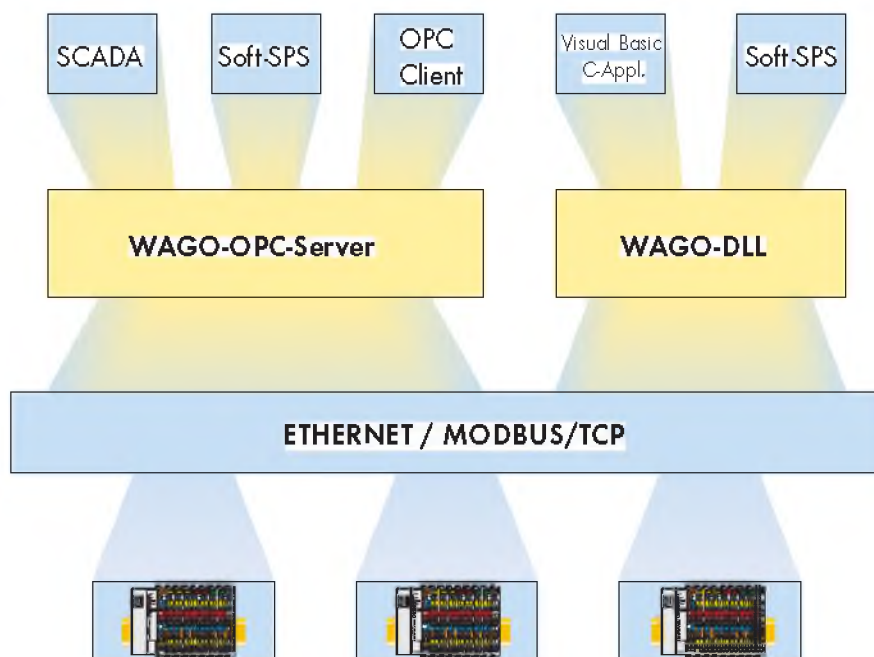 SCADA
Soft-SPS
OPC
Client
Visual Basic
C-Appl.
Soft-SPS
WAGO-OPC-Server
WAGO-DLL
ETHERNET / MODBUS/TCP